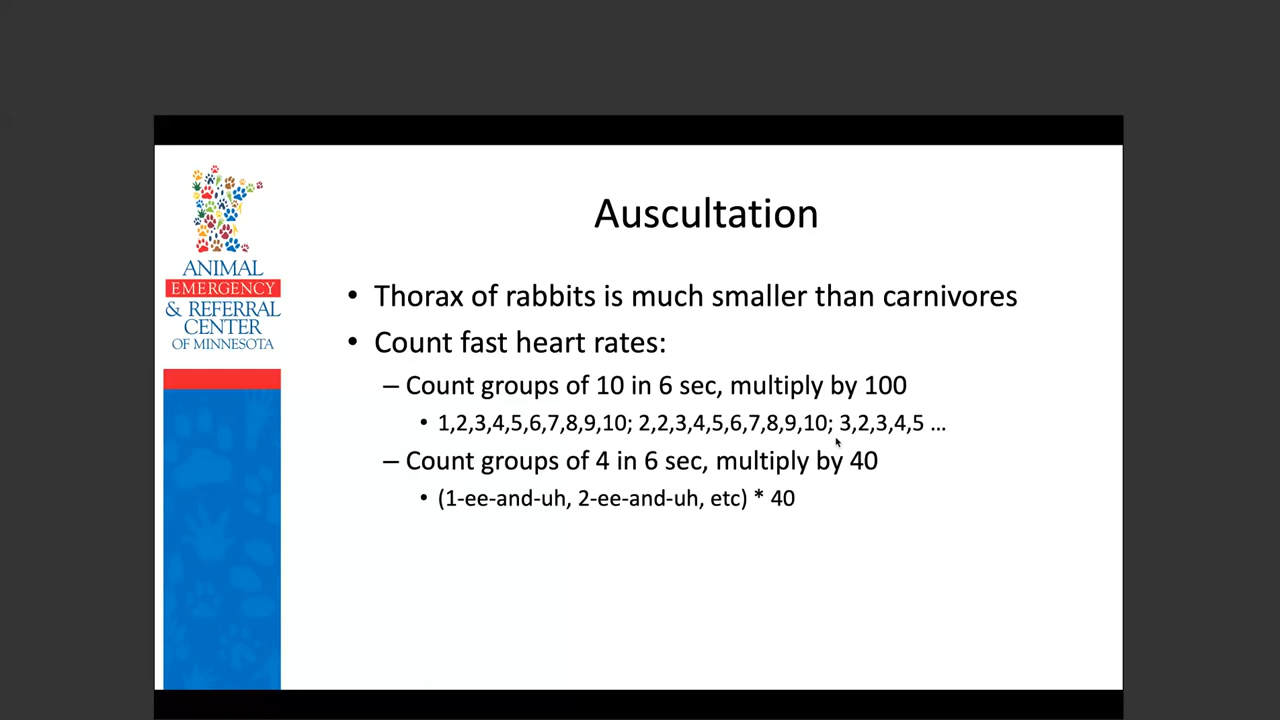 ANIMAL
EMERGENCY
& REFERRAL
CENTER
OF MINNESOTA
Auscultation
• Thorax of rabbits is much smaller than carnivores
• Count fast heart rates:
– Count groups of 10 in 6 sec, multiply by 100
• 1,2,3,4,5,6,7,8,9,10; 2,2,3,4,5,6,7,8,9,10; 3,2,3,4,5 ...
– Count groups of 4 in 6 sec, multiply by 40
• (1-ee-and-uh, 2-ee-and-uh, etc) * 40